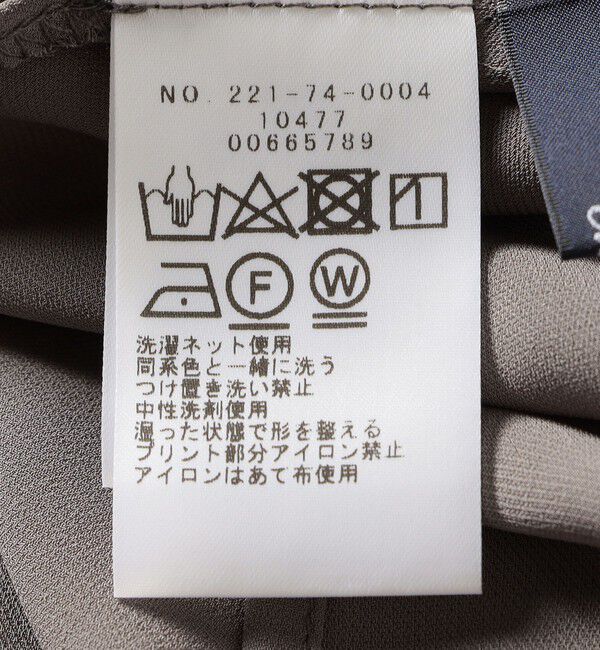 NO. 221-74-0004
10477
00665789
F
W
洗濯ネット使用
同系色と一緒に洗う
つけ置き洗い禁止
中性洗剤使用
湿った状態で形を整える
プリント部分アイロン禁止
アイロンはあて布使用